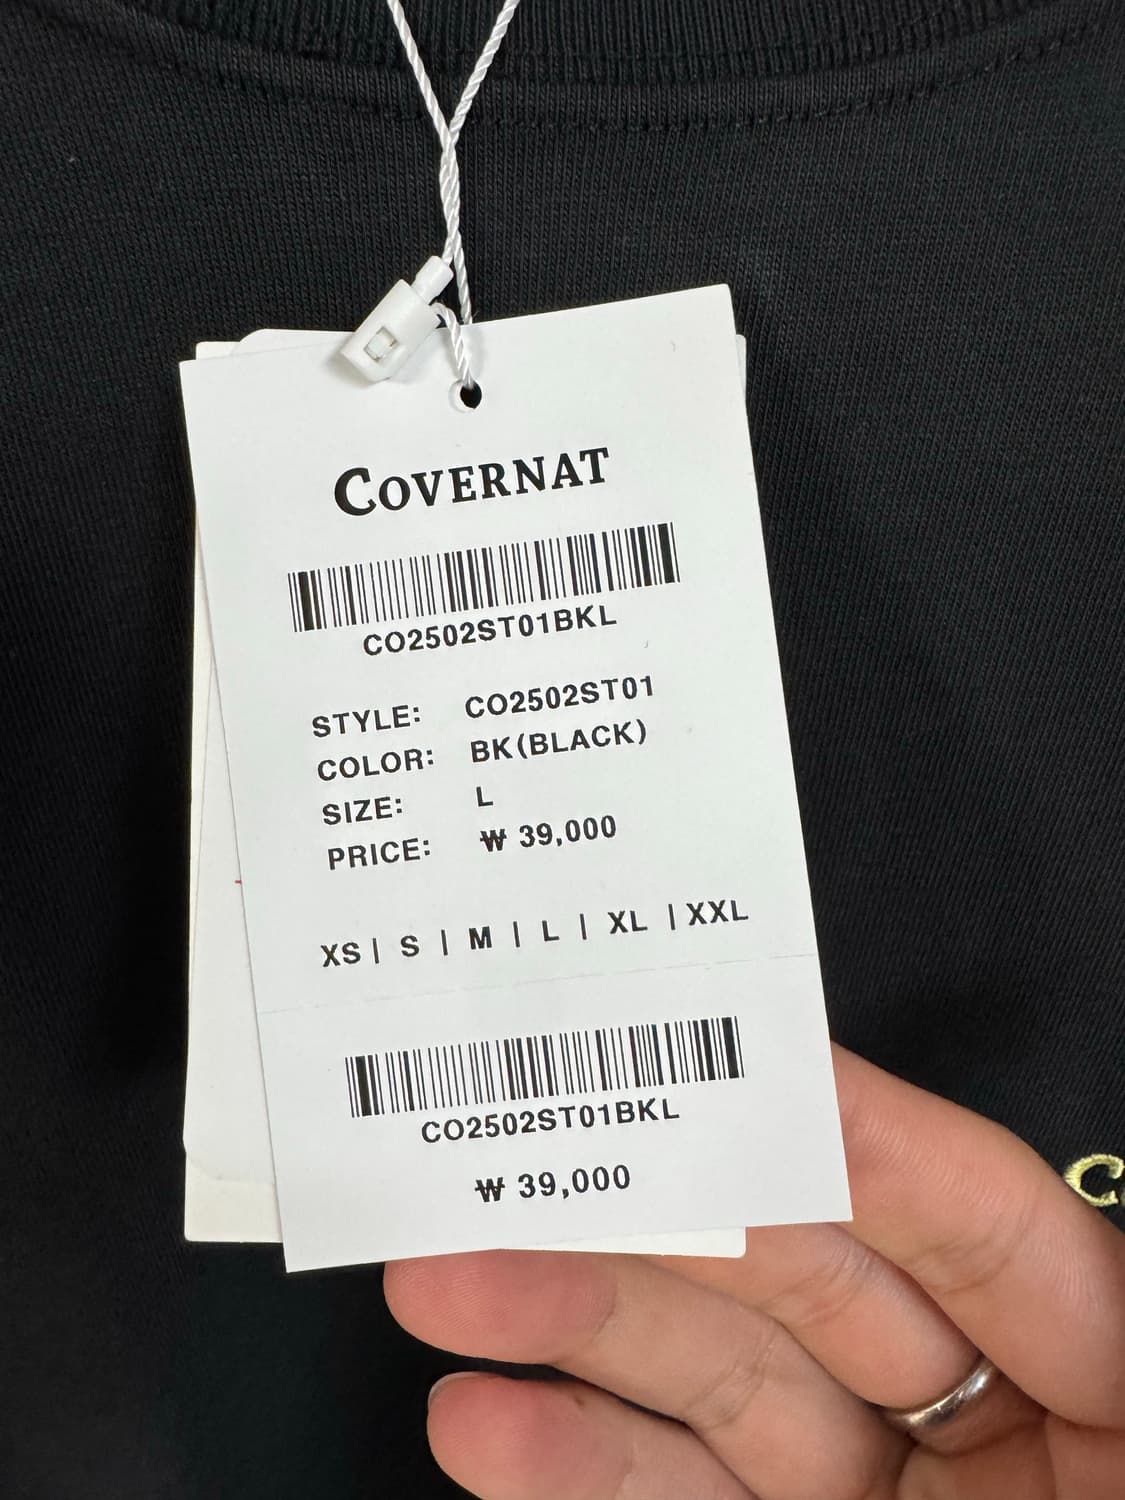 COVERNAT
CO2502ST01BKL
STYLE: CO2502ST01
COLOR: BK(BLACK)
SIZE: L
PRICE: ₩ 39,000
XS | S | M | L | XL | XXL
CO2502ST01BKL
₩ 39,000